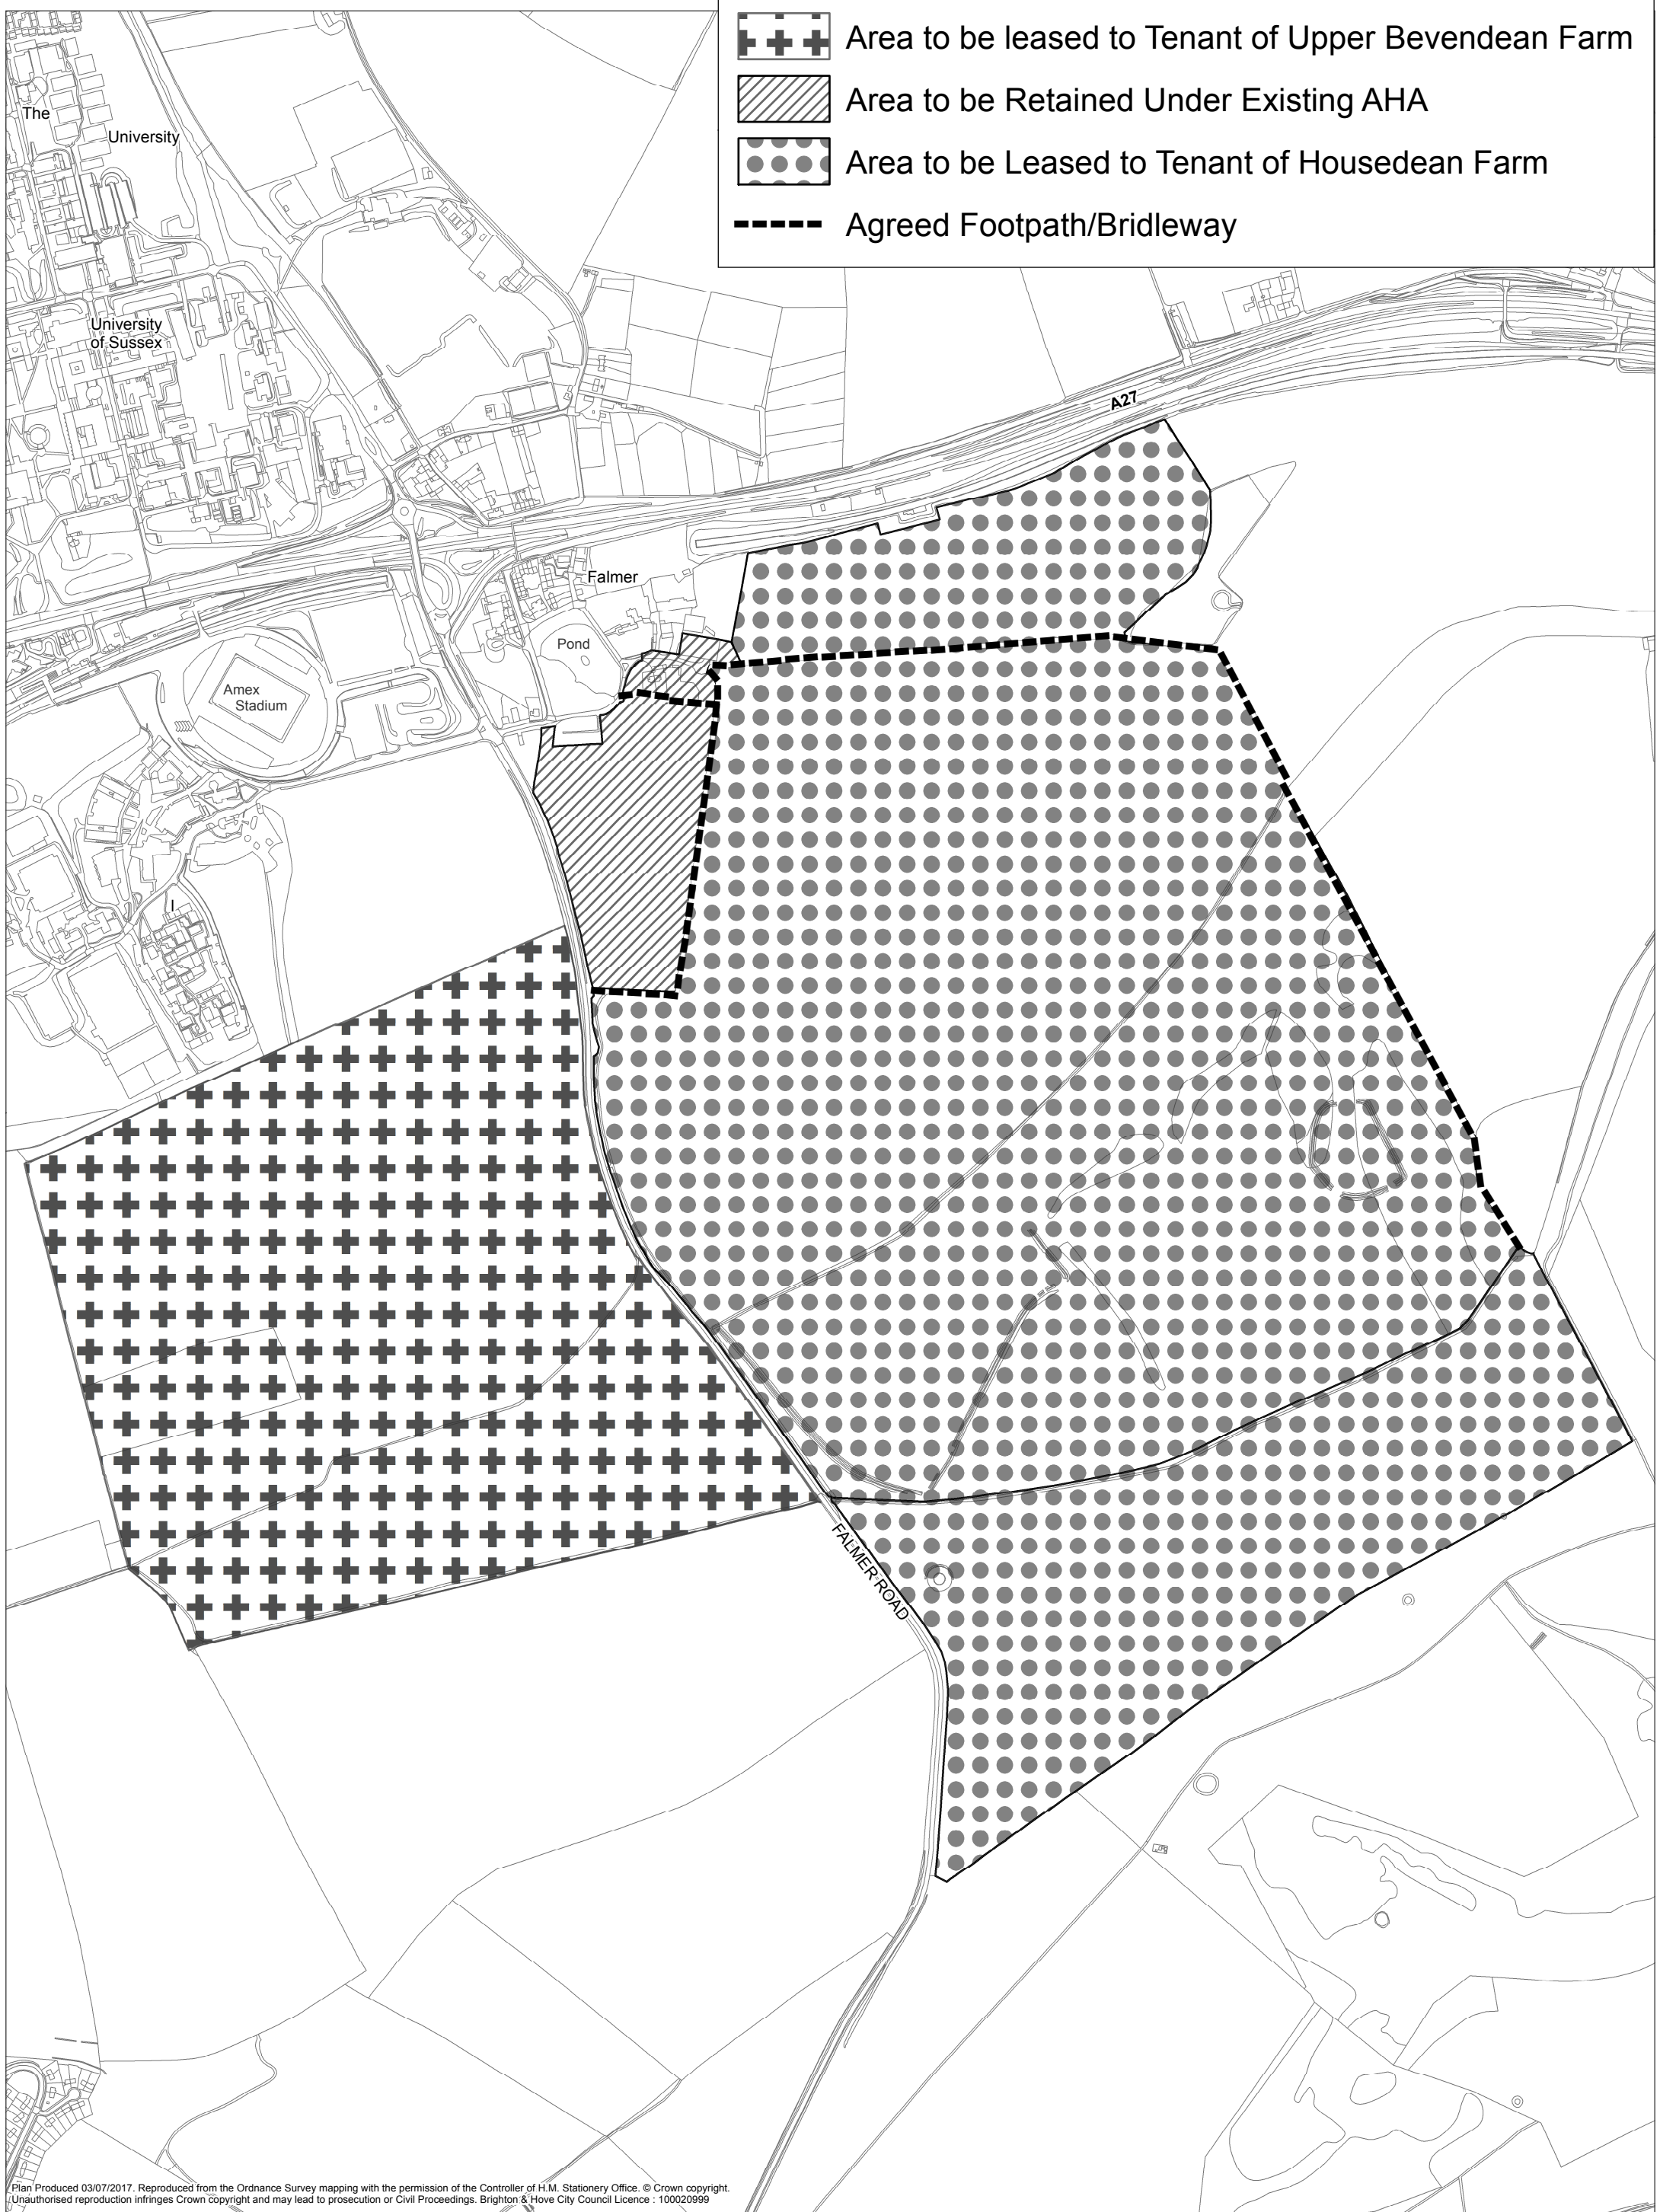 Area to be leased to Tenant of Upper Bevendean Farm
Area to be Retained Under Existing AHA
Area to be Leased to Tenant of Housedean Farm
Agreed Footpath/Bridleway
The
University
University
of Sussex
A27
Falmer
Pond
Amex
Stadium
FALMER ROAD
Plan Produced 03/07/2017. Reproduced from the Ordnance Survey mapping with the permission of the Controller of H.M. Stationery Office. © Crown copyright.
Unauthorised reproduction infringes Crown copyright and may lead to prosecution or Civil Proceedings. Brighton & Hove City Council Licence : 100020999